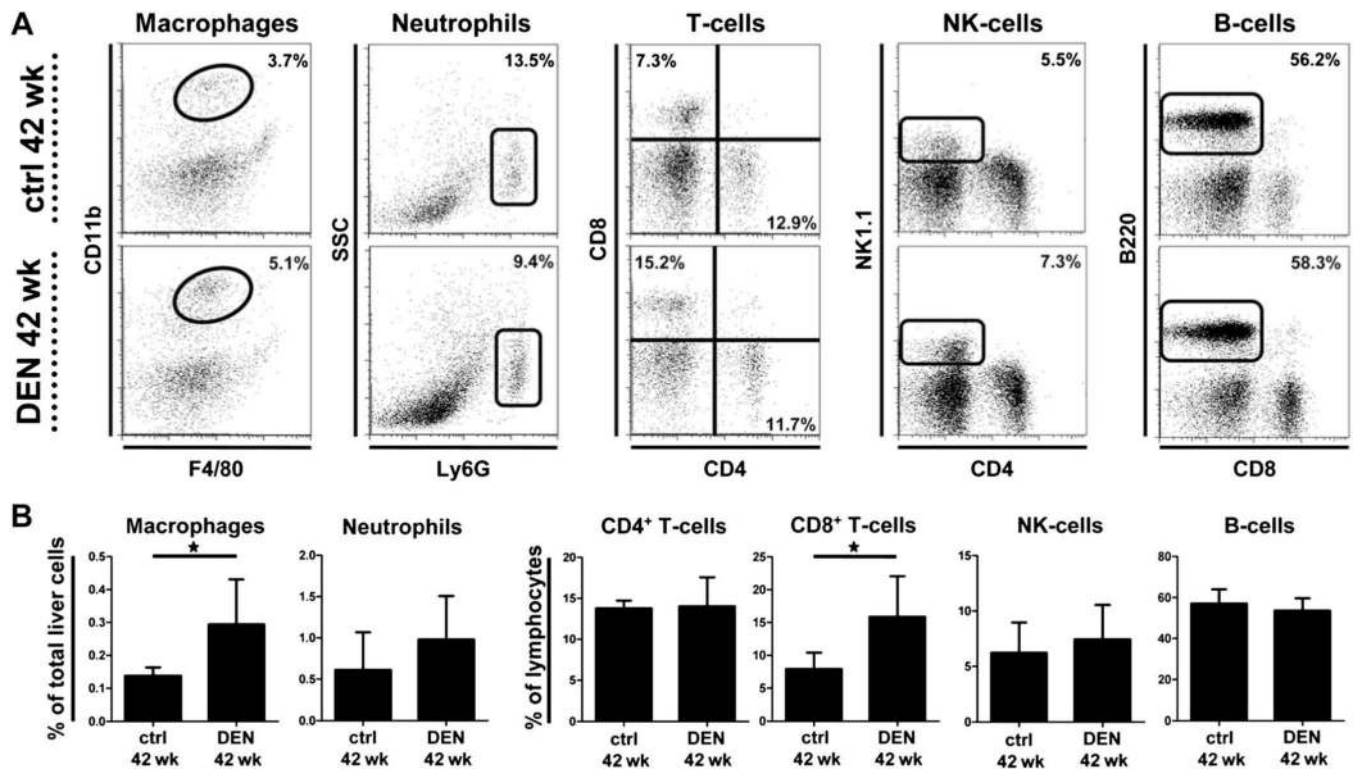 A
Macrophages Neutrophils T-cells NK-cells B-cells
ctrl 42 wk
CD11b
3.7%
SSC
13.5%
CD8
7.3%
12.9%
NK1.1
5.5%
B220
56.2%
DEN 42 wk
5.1%
9.4%
15.2%
11.7%
7.3%
58.3%
F4/80 Ly6G CD4 CD4 CD8
B
% of total liver cells
Macrophages
★
0.5
0.4
0.3
0.2
0.1
0.0
ctrl DEN
42 wk 42 wk
Neutrophils
2.0
1.5
1.0
0.5
0.0
ctrl DEN
42 wk 42 wk
% of lymphocytes
CD4⁺ T-cells
20
15
10
5
0
ctrl DEN
42 wk 42 wk
CD8⁺ T-cells
★
25
20
15
10
5
0
ctrl DEN
42 wk 42 wk
NK-cells
15
10
5
0
ctrl DEN
42 wk 42 wk
B-cells
80
60
40
20
0
ctrl DEN
42 wk 42 wk